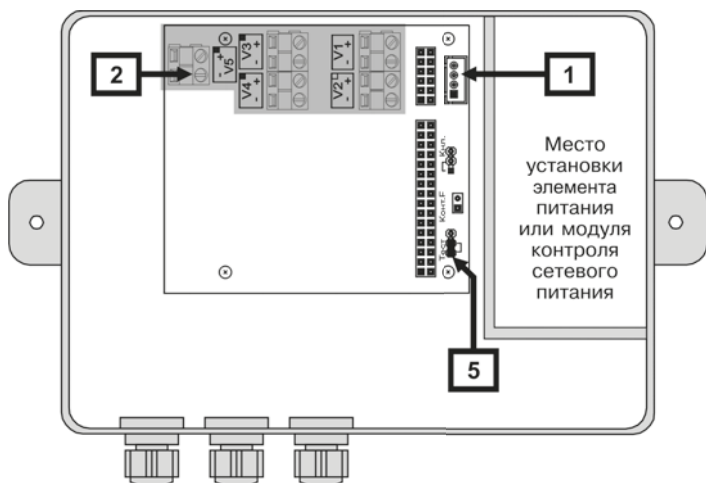 2
V5
+
-
V3
+
-
V4
+
-
V1
+
-
V2
+
-
1
Кнл.
Конт.F
Тест
Место
установки
элемента
питания
или модуля
контроля
сетевого
питания
5